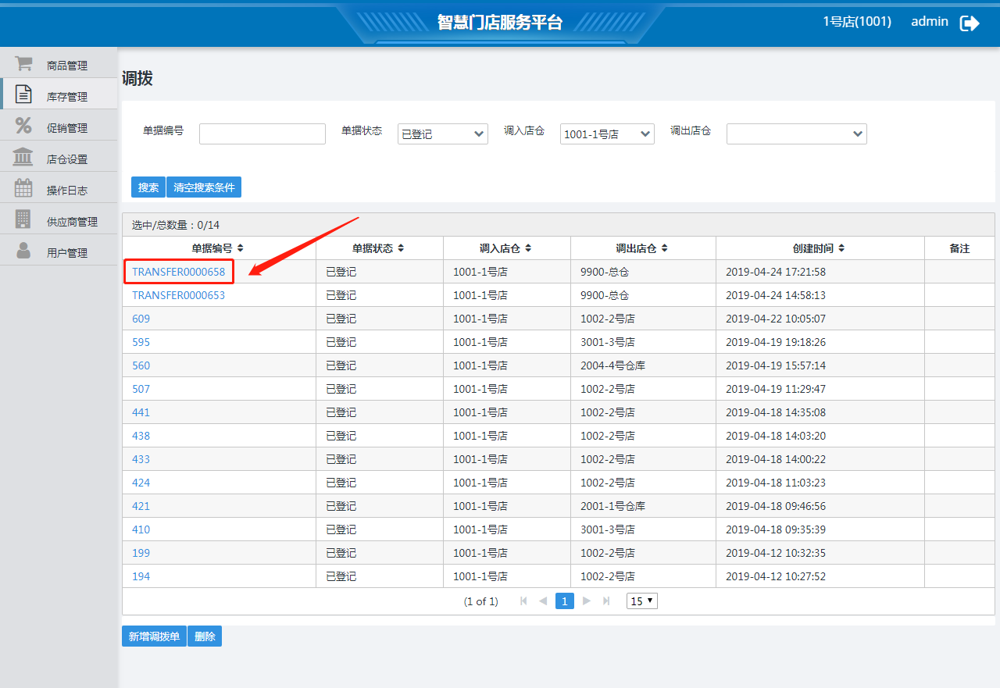 智慧门店服务平台
1号店(1001) admin
商品管理
库存管理
促销管理
店仓设置
操作日志
供应商管理
用户管理
调拨
单据编号 单据状态 已登记 调入店仓 1001-1号店 调出店仓
搜索 清空搜索条件
选中/总数量：0/14
单据编号 单据状态 调入店仓 调出店仓 创建时间 备注
TRANSFER0000658 已登记 1001-1号店 9900-总仓 2019-04-24 17:21:58
TRANSFER0000653 已登记 1001-1号店 9900-总仓 2019-04-24 14:58:13
609 已登记 1001-1号店 1002-2号店 2019-04-22 10:05:07
595 已登记 1001-1号店 3001-3号店 2019-04-19 19:18:26
560 已登记 1001-1号店 2004-4号仓库 2019-04-19 15:57:14
507 已登记 1001-1号店 1002-2号店 2019-04-19 11:29:47
441 已登记 1001-1号店 1002-2号店 2019-04-18 14:35:08
438 已登记 1001-1号店 1002-2号店 2019-04-18 14:03:20
433 已登记 1001-1号店 1002-2号店 2019-04-18 14:00:22
424 已登记 1001-1号店 1002-2号店 2019-04-18 11:03:23
421 已登记 1001-1号店 2001-1号仓库 2019-04-18 09:46:56
410 已登记 1001-1号店 3001-3号店 2019-04-18 09:35:39
199 已登记 1001-1号店 1002-2号店 2019-04-12 10:32:35
194 已登记 1001-1号店 1002-2号店 2019-04-12 10:27:52
(1 of 1) 1 15
新增调拨单 删除